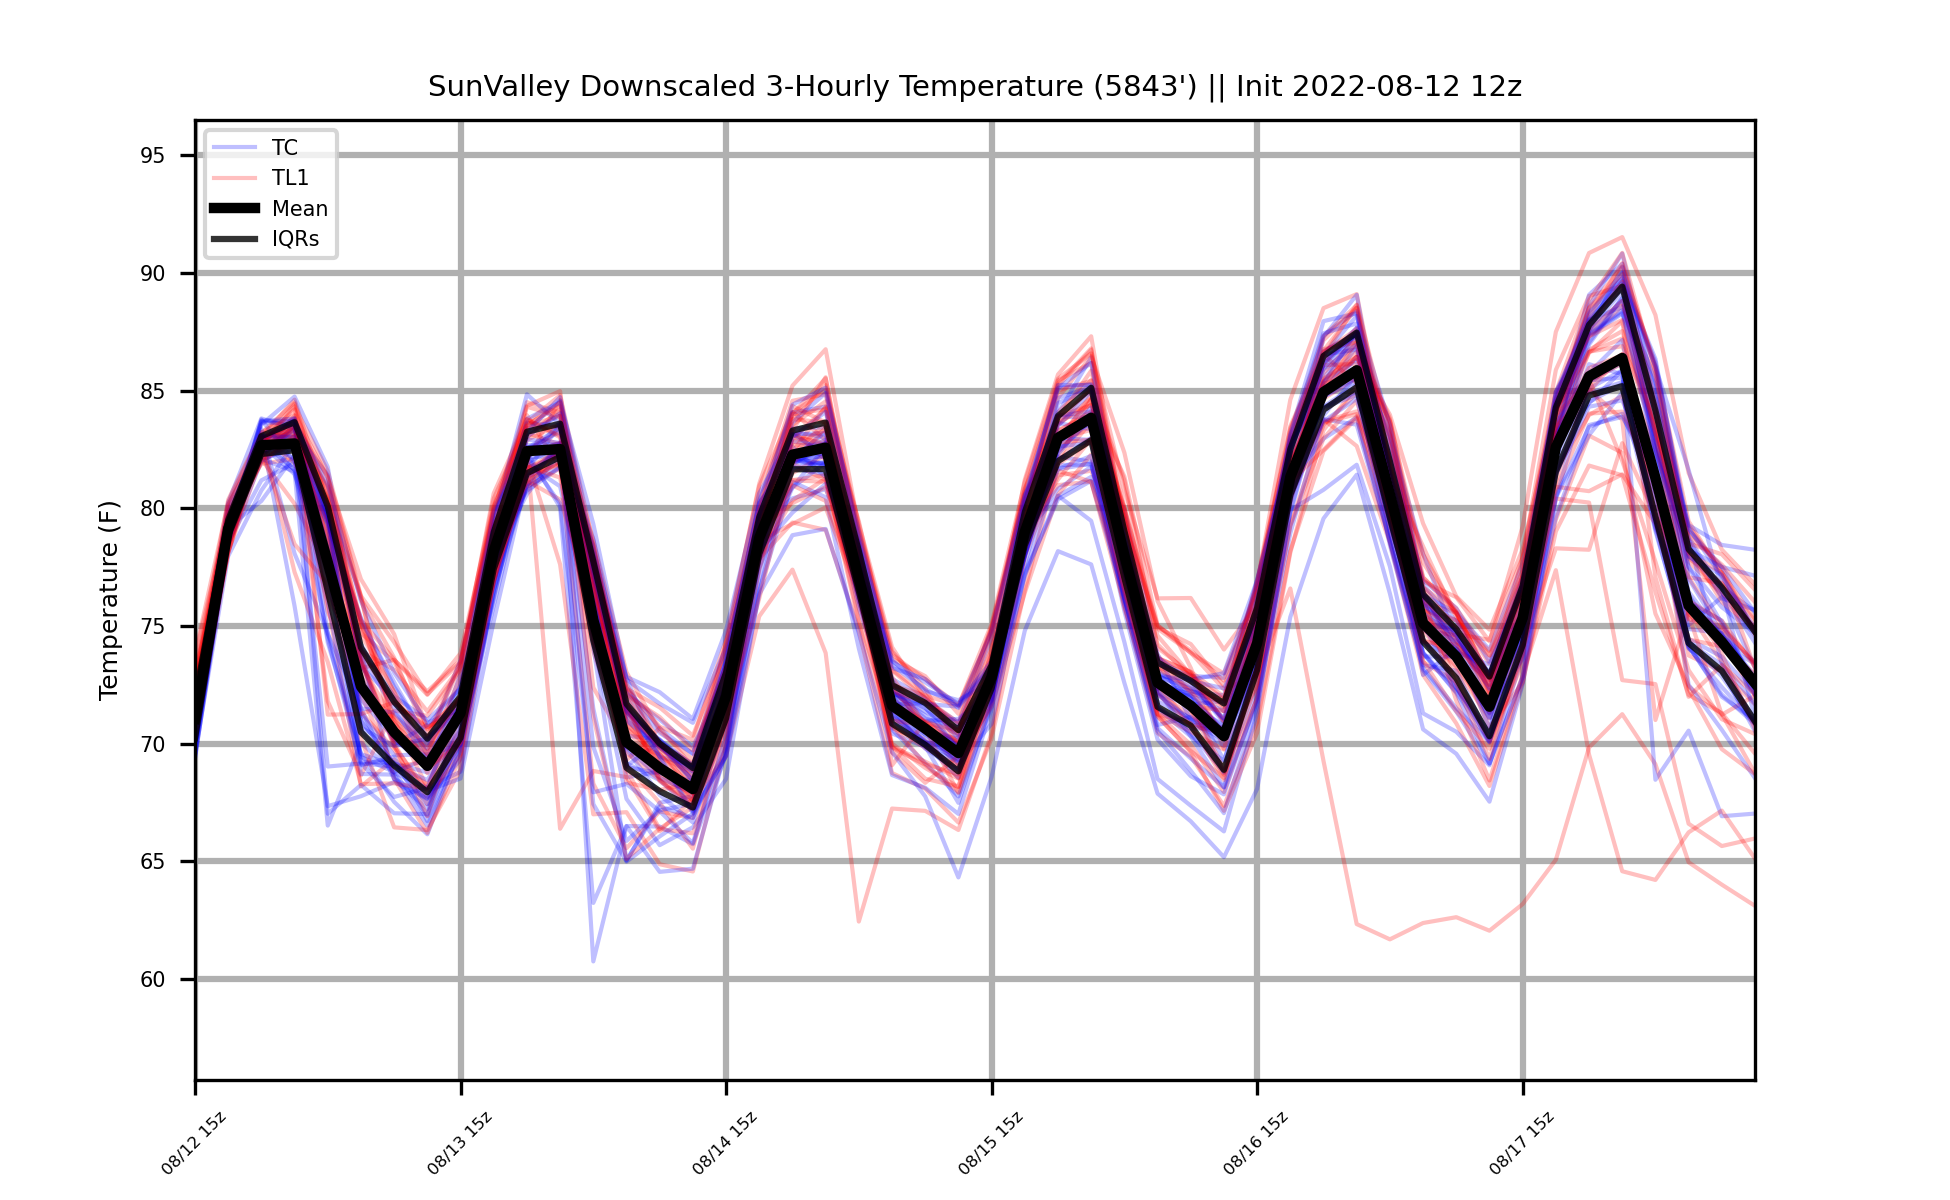 SunValley Downscaled 3-Hourly Temperature (5843') || Init 2022-08-12 12z
TC
TL1
Mean
IQRs
Temperature (F)
95
90
85
80
75
70
65
60
08/12 15z
08/13 15z
08/14 15z
08/15 15z
08/16 15z
08/17 15z